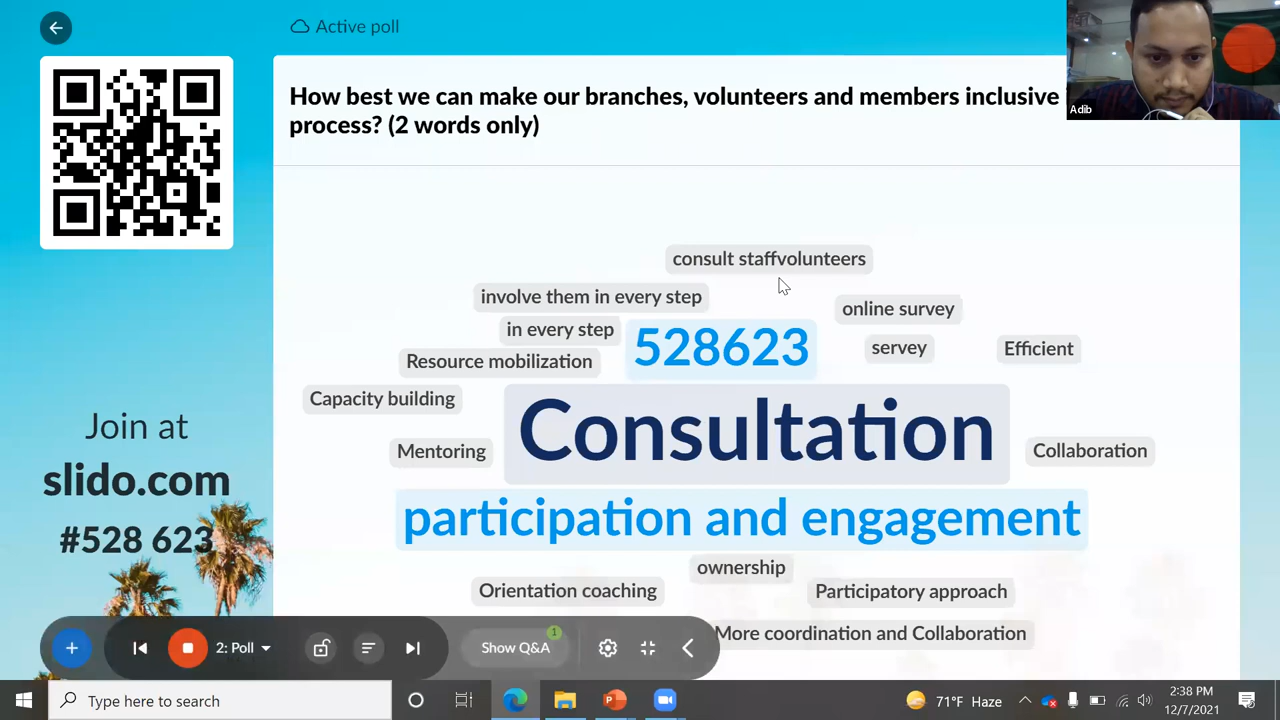 Active poll
Adib
How best we can make our branches, volunteers and members inclusive
process? (2 words only)
consult staffvolunteers
involve them in every step
online survey
in every step
528623
servey
Efficient
Resource mobilization
Capacity building
Consultation
Mentoring
Collaboration
participation and engagement
ownership
Orientation coaching
Participatory approach
More coordination and Collaboration
Join at
slido.com
#528 623
2: Poll
Show Q&A
1
Type here to search
71°F Haze
2:38 PM
12/7/2021